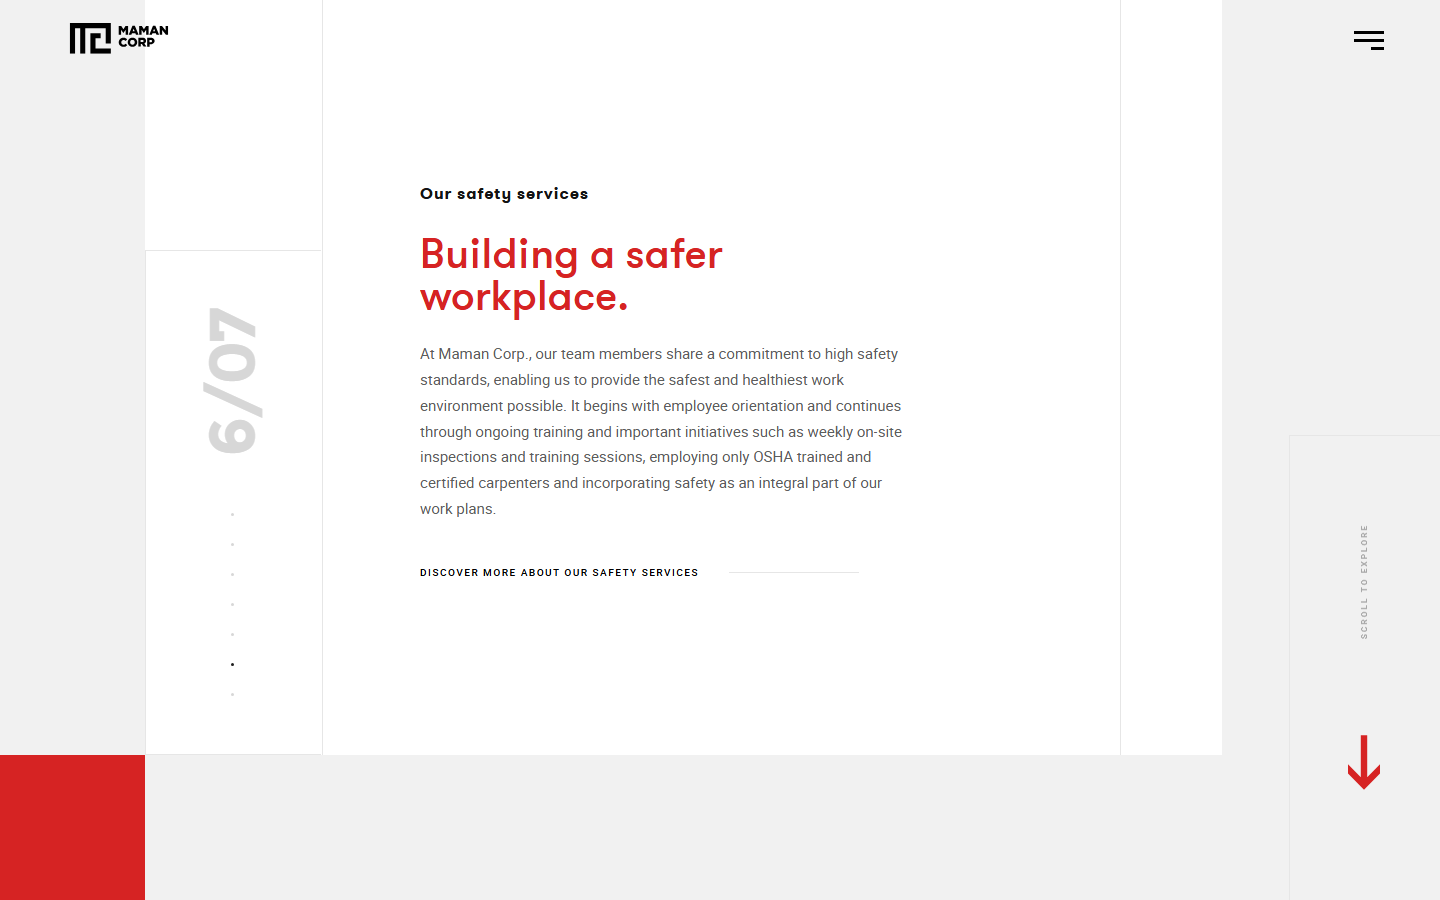 MAMAN
CORP
Our safety services
Building a safer
workplace.
At Maman Corp., our team members share a commitment to high safety
standards, enabling us to provide the safest and healthiest work
environment possible. It begins with employee orientation and continues
through ongoing training and important initiatives such as weekly on-site
inspections and training sessions, employing only OSHA trained and
certified carpenters and incorporating safety as an integral part of our
work plans.
DISCOVER MORE ABOUT OUR SAFETY SERVICES
6/07
SCROLL TO EXPLORE